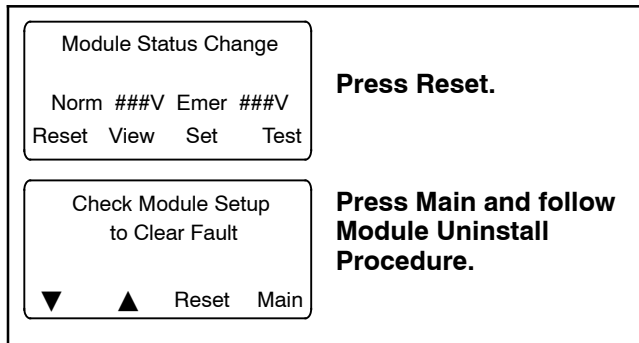 Module Status Change
Norm ###V Emer ###V
Reset View Set Test
Press Reset.
Check Module Setup
to Clear Fault
▼ ▲ Reset Main
Press Main and follow
Module Uninstall
Procedure.